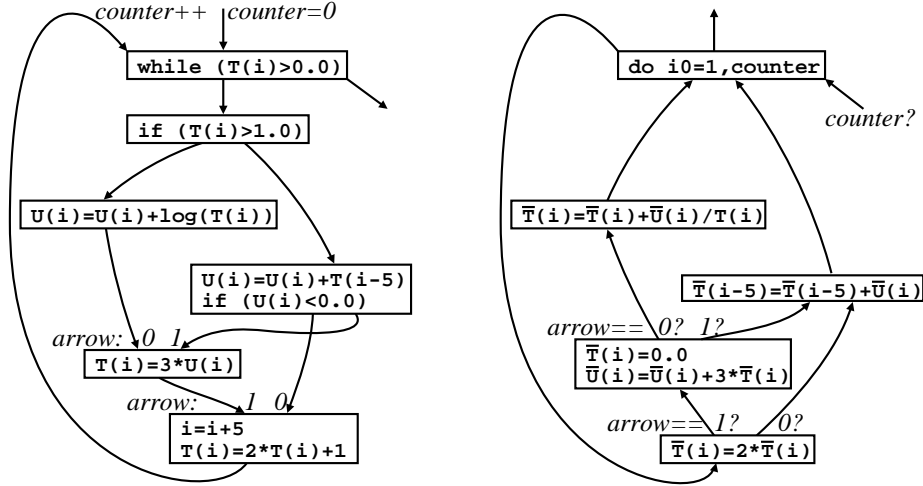 counter++ counter=0
while (T(i)>0.0)
if (T(i)>1.0)
U(i)=U(i)+log(T(i))
U(i)=U(i)+T(i-5)
if (U(i)<0.0)
arrow: 0 1
T(i)=3*U(i)
arrow: 1 0
i=i+5
T(i)=2*T(i)+1
do i0=1,counter
counter?
T̅(i)=T̅(i)+U̅(i)/T(i)
T̅(i-5)=T̅(i-5)+U̅(i)
arrow== 0? 1?
T̅(i)=0.0
U̅(i)=U̅(i)+3*T̅(i)
arrow== 1? 0?
T̅(i)=2*T̅(i)